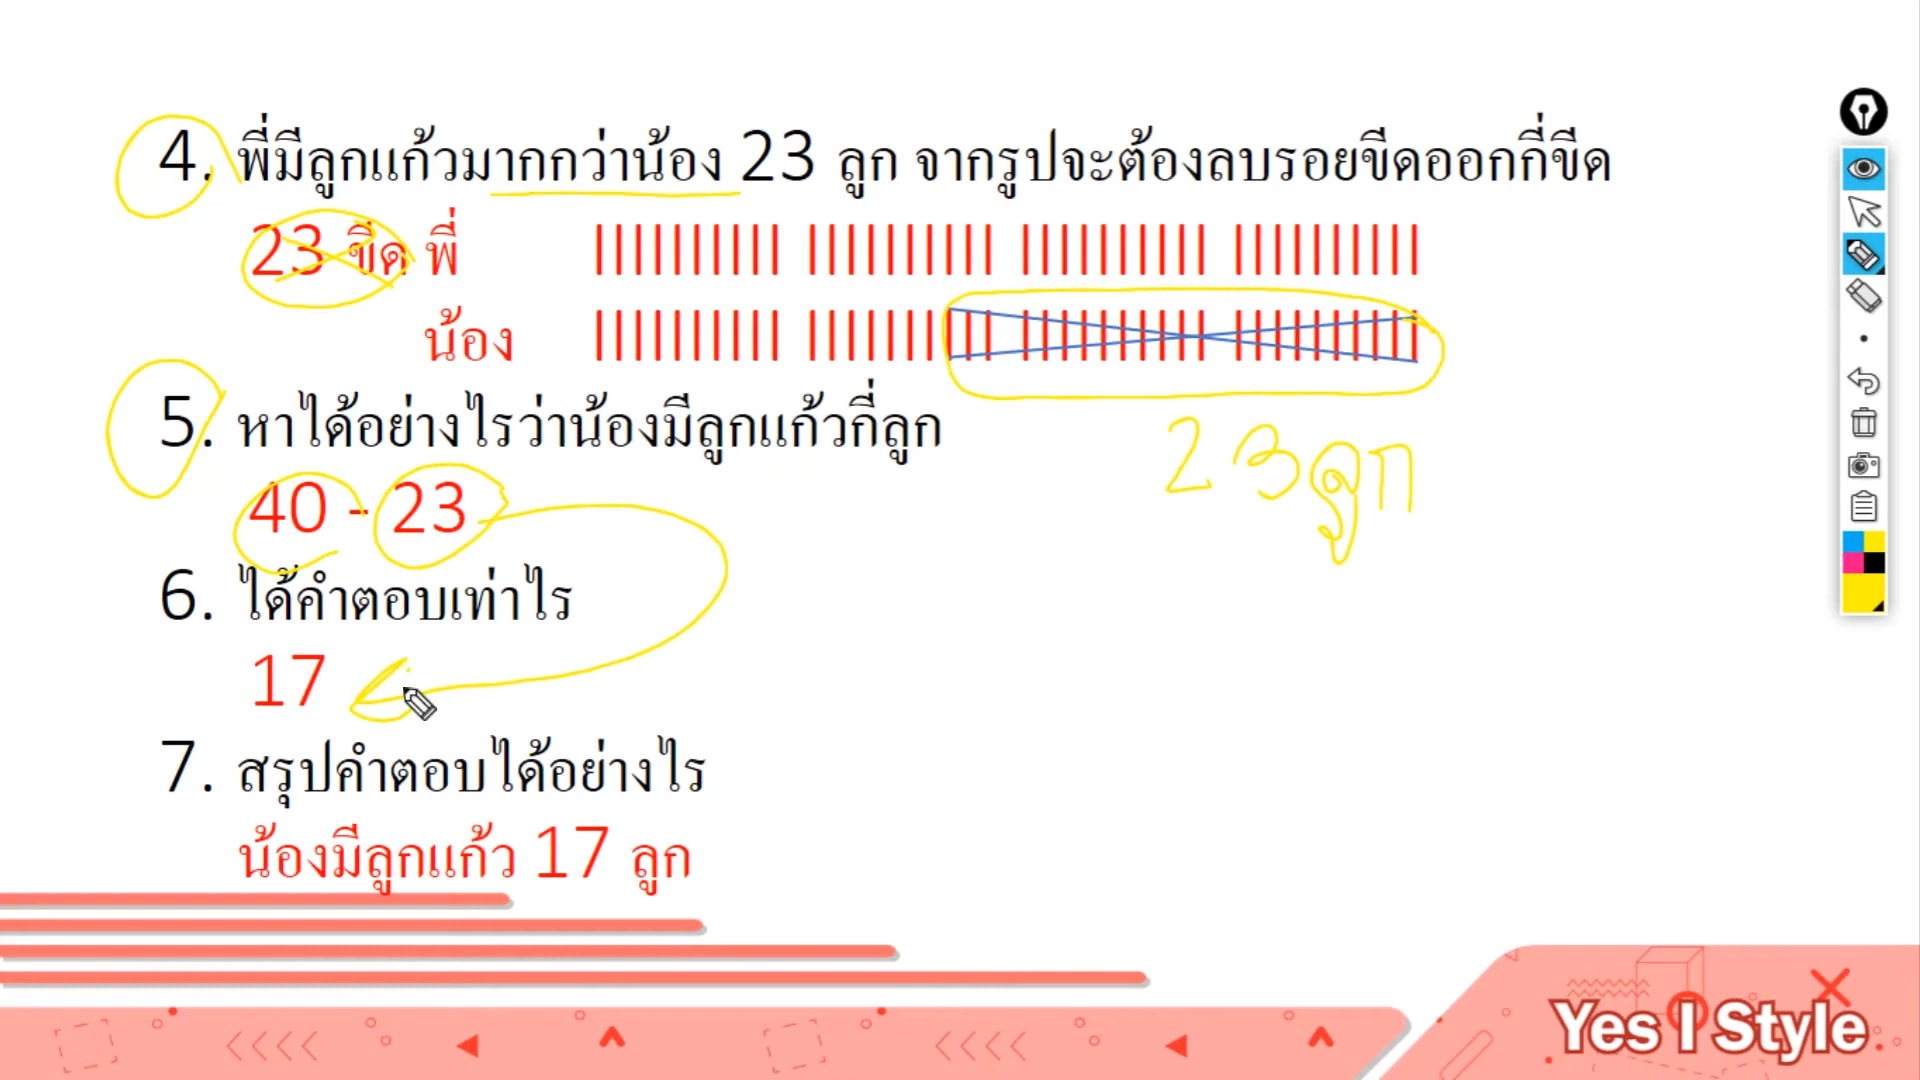 4. พี่มีลูกแก้วมากกว่าน้อง 23 ลูก จากรูปจะต้องลบรอยขีดออกกี่ขีด
23 ขีด พี่ |||||||||| |||||||||| |||||||||| ||||||||||
น้อง |||||||||| |||||||||| |||||||||| ||||||||||
5. หาได้อย่างไรว่าน้องมีลูกแก้วกี่ลูก
23 ลูก
40 - 23
6. ได้คำตอบเท่าไร
17
7. สรุปคำตอบได้อย่างไร
น้องมีลูกแก้ว 17 ลูก
Yes I Style